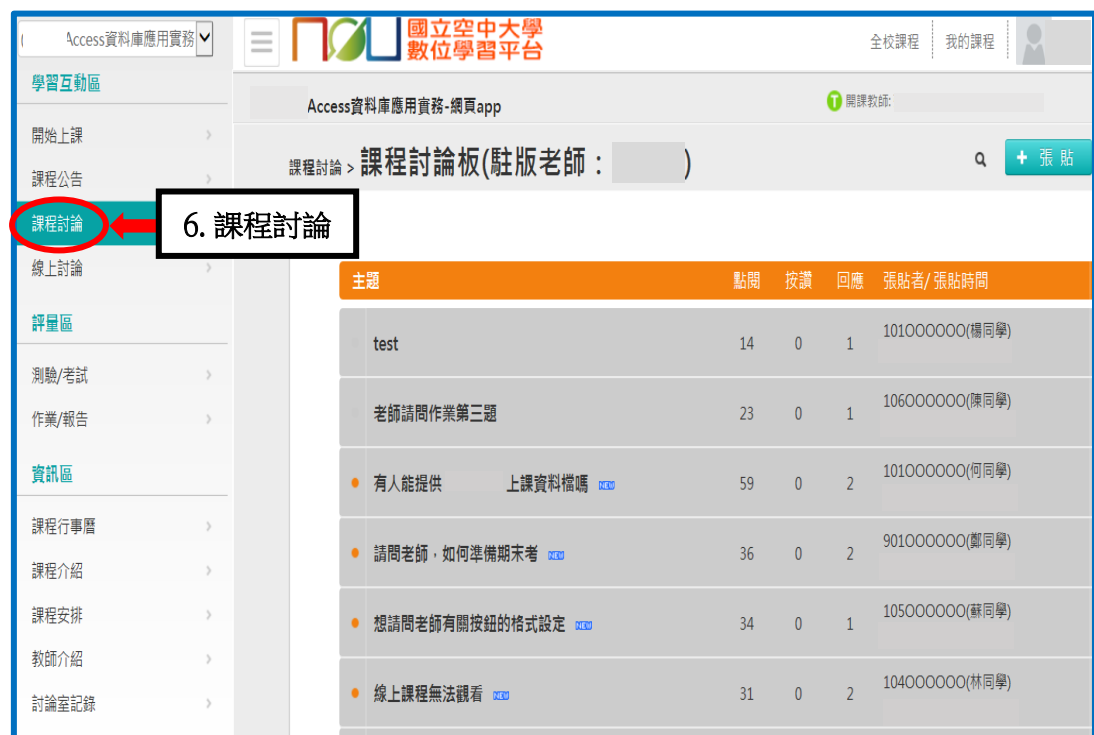 Access資料庫應用實務
國立空中大學
數位學習平台
全校課程
我的課程
學習互動區
開始上課
課程公告
課程討論
線上討論
評量區
測驗/考試
作業/報告
資訊區
課程行事曆
課程介紹
課程安排
教師介紹
討論室記錄
Access資料庫應用實務-網頁app
T 開課教師:
課程討論 > 課程討論板(駐版老師: )
+ 張貼
6. 課程討論
主題 點閱 按讚 回應 張貼者/ 張貼時間
test 14 0 1 101OOOOOO(楊同學)
老師請問作業第三題 23 0 1 106OOOOOO(陳同學)
有人能提供 上課資料檔嗎 NEW 59 0 2 101OOOOOO(何同學)
請問老師,如何準備期末考 NEW 36 0 2 901OOOOOO(鄭同學)
想請問老師有關按鈕的格式設定 NEW 34 0 1 105OOOOOO(蘇同學)
線上課程無法觀看 NEW 31 0 2 104OOOOOO(林同學)